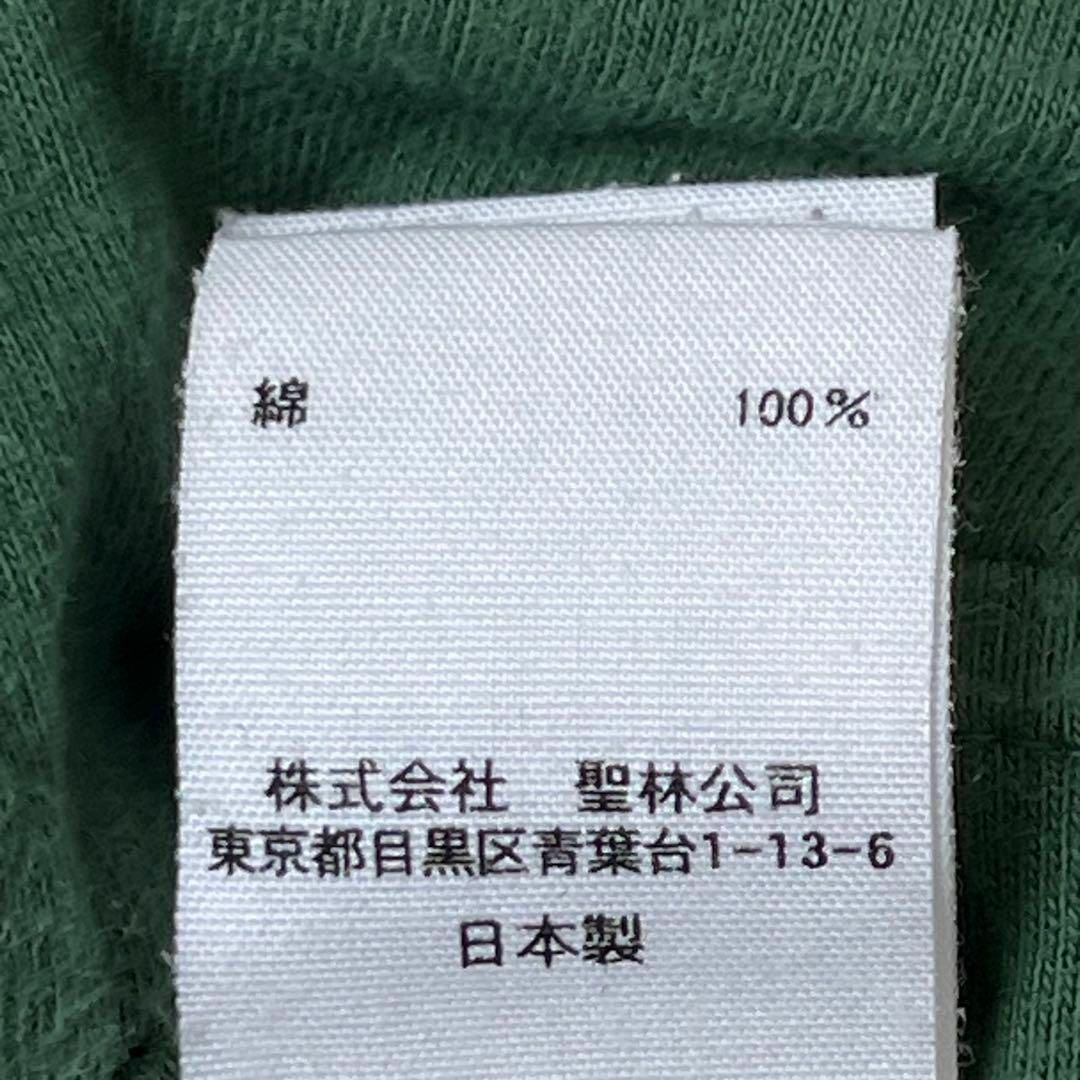 綿 100%
株式会社　聖林公司
東京都目黒区青葉台1-13-6
日本製